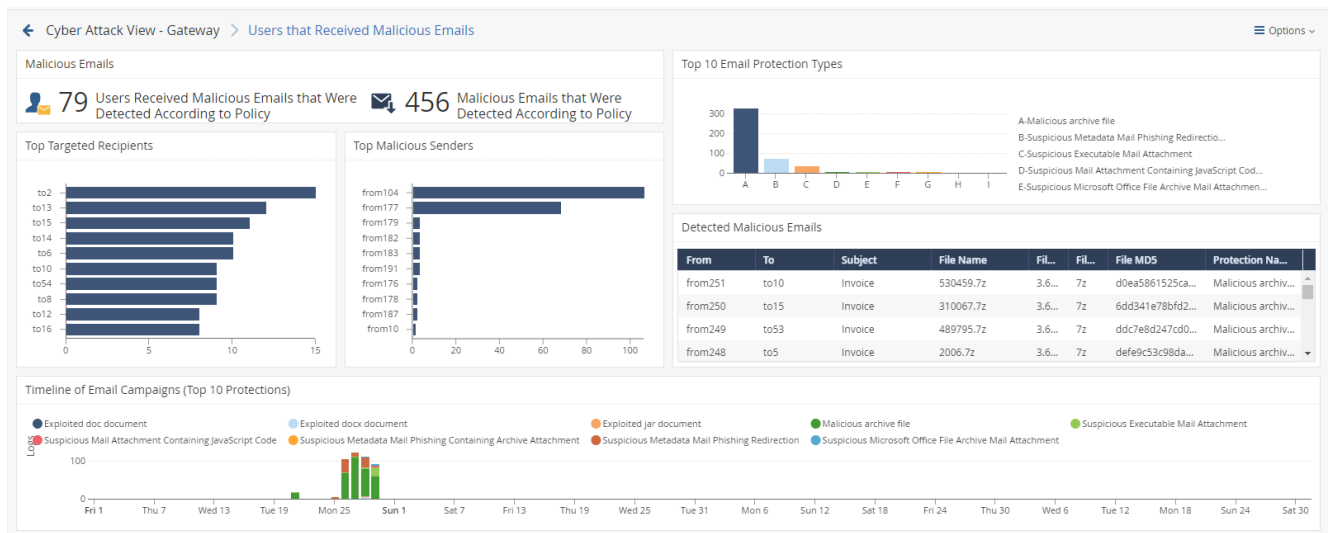 Cyber Attack View - Gateway > Users that Received Malicious Emails
Options
Malicious Emails
79 Users Received Malicious Emails that Were
Detected According to Policy
456 Malicious Emails that Were
Detected According to Policy
Top Targeted Recipients
to2
to13
to15
to14
to6
to10
to54
to8
to12
to16
0 5 10 15
Top Malicious Senders
from104
from177
from179
from182
from183
from191
from176
from178
from187
from10
0 20 40 60 80 100
Top 10 Email Protection Types
300
200
100
0
A B C D E F G H I
A-Malicious archive file
B-Suspicious Metadata Mail Phishing Redirectio...
C-Suspicious Executable Mail Attachment
D-Suspicious Mail Attachment Containing JavaScript Cod...
E-Suspicious Microsoft Office File Archive Mail Attachmen...
Detected Malicious Emails
From To Subject File Name Fil... Fil... File MD5 Protection Na...
from251 to10 Invoice 530459.7z 3.6... 7z d0ea5861525ca... Malicious archiv...
from250 to15 Invoice 310067.7z 3.6... 7z 6dd341e78bfd2... Malicious archiv...
from249 to53 Invoice 489795.7z 3.6... 7z ddc7e8d247cd0... Malicious archiv...
from248 to5 Invoice 2006.7z 3.6... 7z defe9c53c98da... Malicious archiv...
Timeline of Email Campaigns (Top 10 Protections)
Exploited doc document Exploited docx document Exploited jar document Malicious archive file Suspicious Executable Mail Attachment
Suspicious Mail Attachment Containing JavaScript Code Suspicious Metadata Mail Phishing Containing Archive Attachment Suspicious Metadata Mail Phishing Redirection Suspicious Microsoft Office File Archive Mail Attachment
Logs
100
0
Fri 1 Thu 7 Wed 13 Tue 19 Mon 25 Sun 1 Sat 7 Fri 13 Thu 19 Wed 25 Tue 31 Mon 6 Sun 12 Sat 18 Fri 24 Thu 30 Wed 6 Tue 12 Mon 18 Sun 24 Sat 30